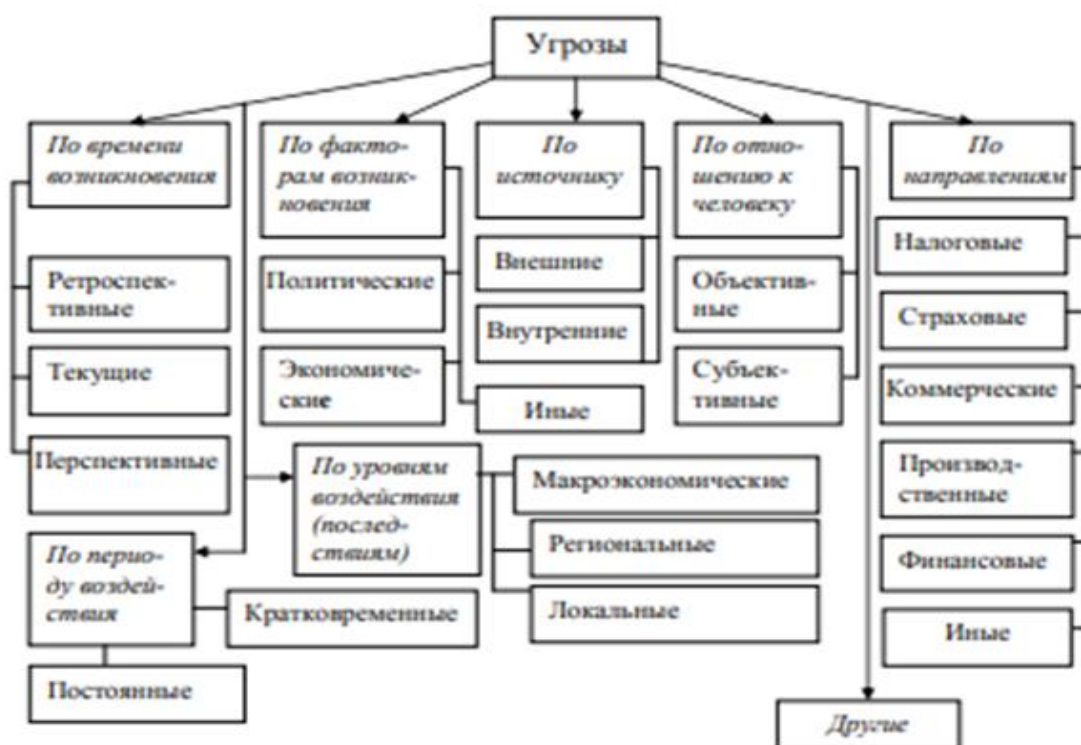 Угрозы
По времени
возникновения
Ретроспек-
тивные
Текущие
Перспективные
По факто-
рам возник-
новения
Политические
Экономиче-
ские
Иные
По
источнику
Внешние
Внутренние
По отно-
шению к
человеку
Объектив-
ные
Субъек-
тивные
По
направлениям
Налоговые
Страховые
Коммерческие
Производ-
ственные
Финансовые
Иные
По уровням
воздействия
(послед-
ствиям)
Макроэкономические
Региональные
Локальные
По перио-
ду воздей-
ствия
Кратковременные
Постоянные
Другие